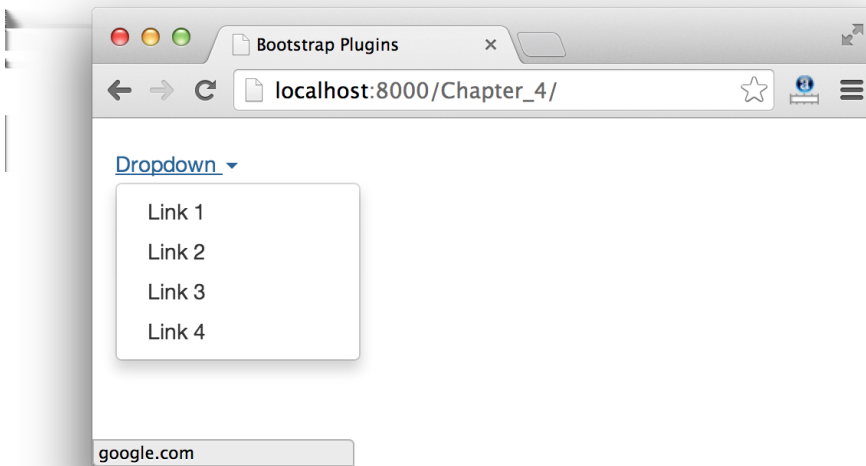 Bootstrap Plugins
localhost:8000/Chapter_4/
Dropdown
Link 1
Link 2
Link 3
Link 4
google.com